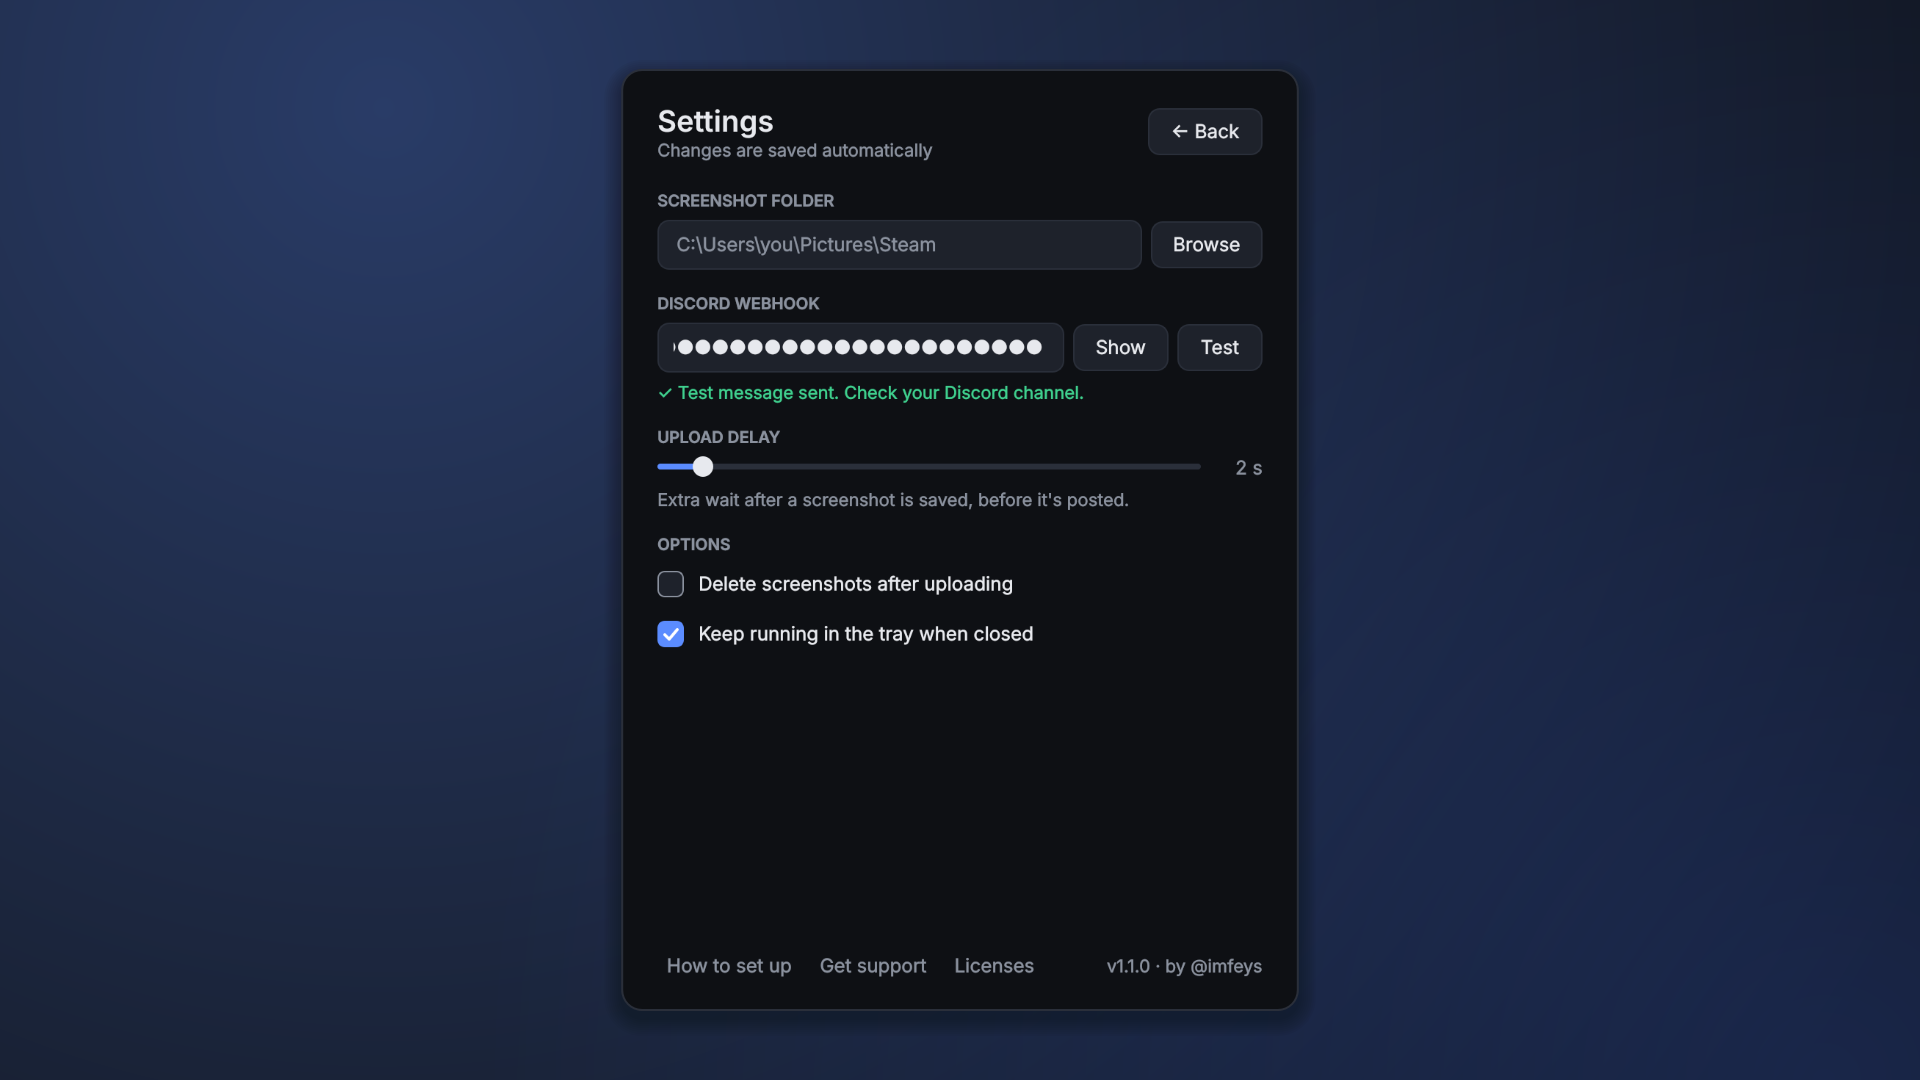 Settings
← Back
Changes are saved automatically
SCREENSHOT FOLDER
C:\Users\you\Pictures\Steam
Browse
DISCORD WEBHOOK
Show
Test
✓ Test message sent. Check your Discord channel.
UPLOAD DELAY
2 s
Extra wait after a screenshot is saved, before it's posted.
OPTIONS
Delete screenshots after uploading
Keep running in the tray when closed
How to set up
Get support
Licenses
v1.1.0 · by @imfeys